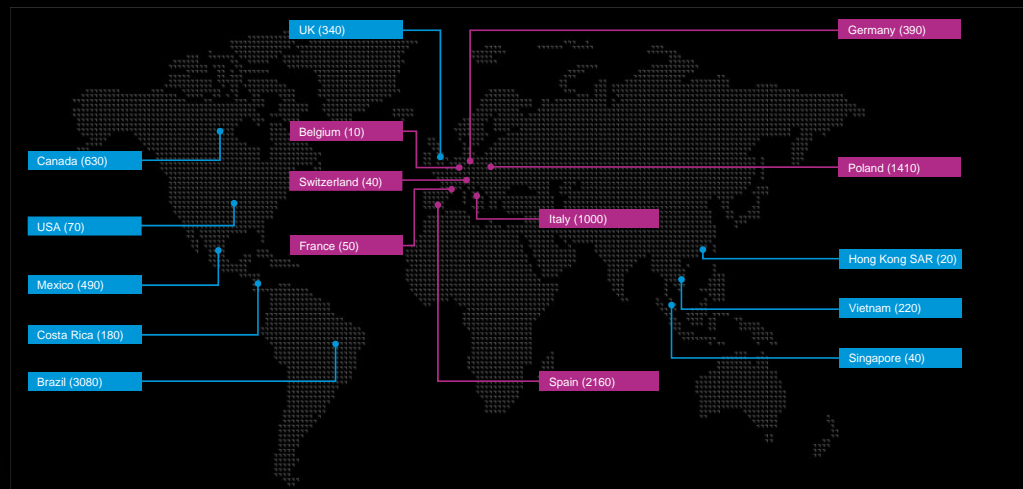 UK (340)
Germany (390)
Belgium (10)
Canada (630)
Poland (1410)
Switzerland (40)
Italy (1000)
USA (70)
France (50)
Hong Kong SAR (20)
Mexico (490)
Vietnam (220)
Costa Rica (180)
Singapore (40)
Brazil (3080)
Spain (2160)